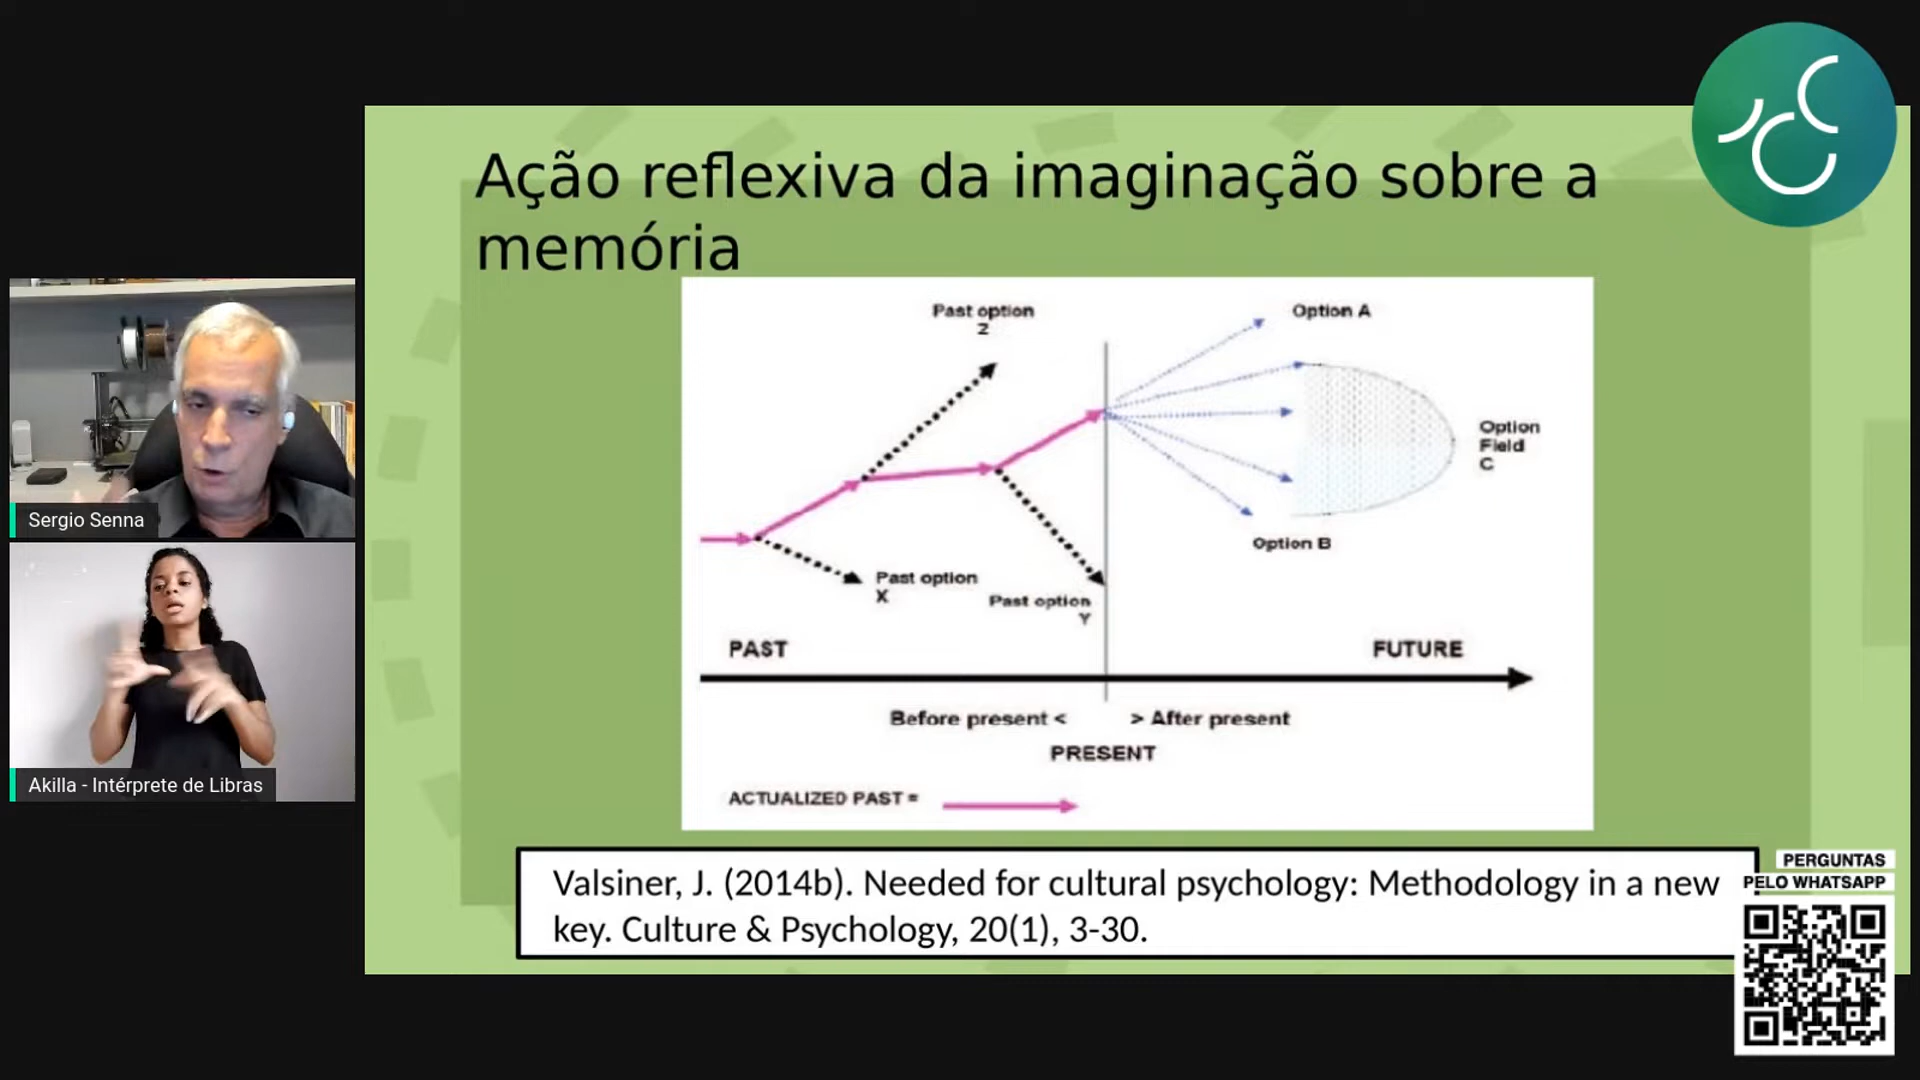 Ação reflexiva da imaginação sobre a
memória
Past option
Z
Option A
Option
Field
C
Option B
Past option
X
Past option
Y
PAST
FUTURE
Before present <
> After present
PRESENT
ACTUALIZED PAST =
Valsiner, J. (2014b). Needed for cultural psychology: Methodology in a new
key. Culture & Psychology, 20(1), 3-30.
Sergio Senna
Akilla - Intérprete de Libras
PERGUNTAS
PELO WHATSAPP